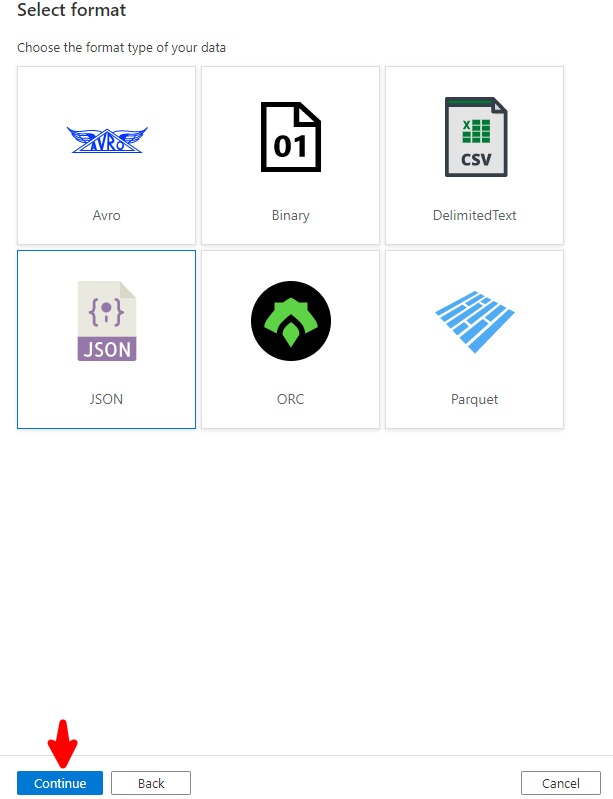 Select format
Choose the format type of your data
AVRO
01
X
CSV
Avro
Binary
DelimitedText
{ }
JSON
JSON
ORC
Parquet
Continue
Back
Cancel